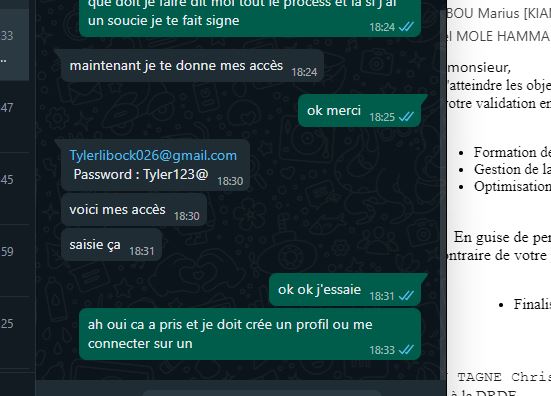 que doit je faire dit moi tout le process et la si j'ai
un soucie je te fait signe
18:24
33
...
maintenant je te donne mes accès 18:24
47
ok merci 18:25
Tylerlibock026@gmail.com
Password : Tyler123@ 18:30
45
voici mes accès 18:30
saisie ça 18:31
59
ok ok j'essaie 18:31
25
ah oui ca a pris et je doit crée un profil ou me
connecter sur un
18:33
BOU Marius [KIAM
el MOLE HAMMA
monsieur,
'atteindre les obje
otre validation en
• Formation de
• Gestion de la
• Optimisation
En guise de per
ontraire de votre
• Finalis
TAGNE Chris
à la DRDE